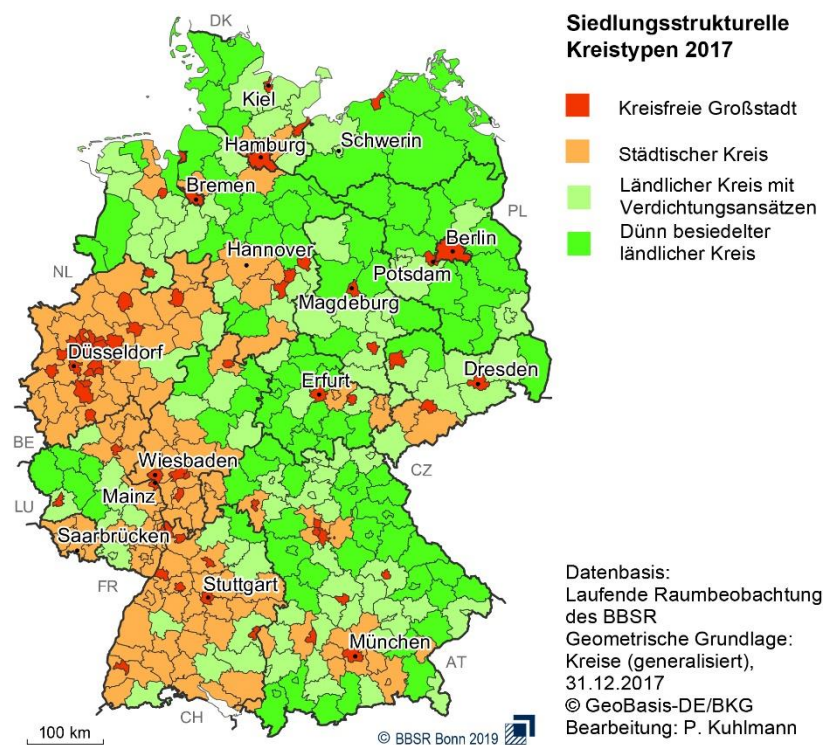 Siedlungsstrukturelle
Kreistypen 2017
Kreisfreie Großstadt
Städtischer Kreis
Ländlicher Kreis mit
Verdichtungsansätzen
Dünn besiedelter
ländlicher Kreis
DK
Kiel
Hamburg
Schwerin
Bremen
PL
Berlin
Hannover
Potsdam
NL
Magdeburg
Düsseldorf
Dresden
Erfurt
BE
Wiesbaden
CZ
Mainz
LU
Saarbrücken
FR
Stuttgart
München
AT
CH
100 km
© BBSR Bonn 2019
Datenbasis:
Laufende Raumbeobachtung
des BBSR
Geometrische Grundlage:
Kreise (generalisiert),
31.12.2017
© GeoBasis-DE/BKG
Bearbeitung: P. Kuhlmann